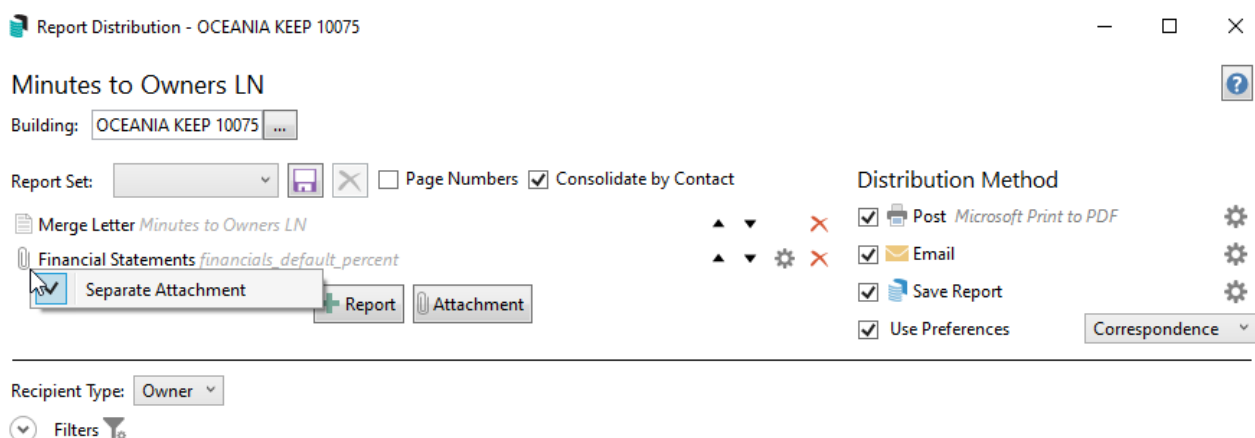 Report Distribution - OCEANIA KEEP 10075
Minutes to Owners LN
Building: OCEANIA KEEP 10075 ...
Report Set: Page Numbers Consolidate by Contact
Distribution Method
Merge Letter Minutes to Owners LN
Post Microsoft Print to PDF
Financial Statements financials_default_percent
Email
Separate Attachment
Report Attachment
Save Report
Use Preferences Correspondence
Recipient Type: Owner
Filters